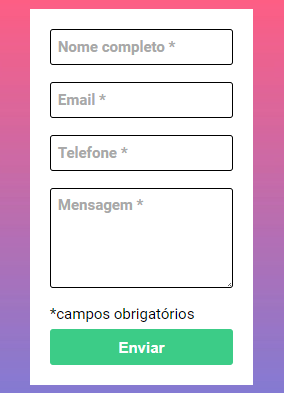 Nome completo *
Email *
Telefone *
Mensagem *
*campos obrigatórios
Enviar